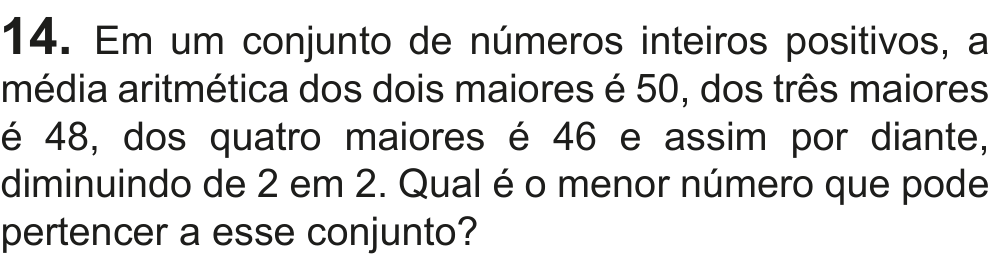 14. Em um conjunto de números inteiros positivos, a
média aritmética dos dois maiores é 50, dos três maiores
é 48, dos quatro maiores é 46 e assim por diante,
diminuindo de 2 em 2. Qual é o menor número que pode
pertencer a esse conjunto?